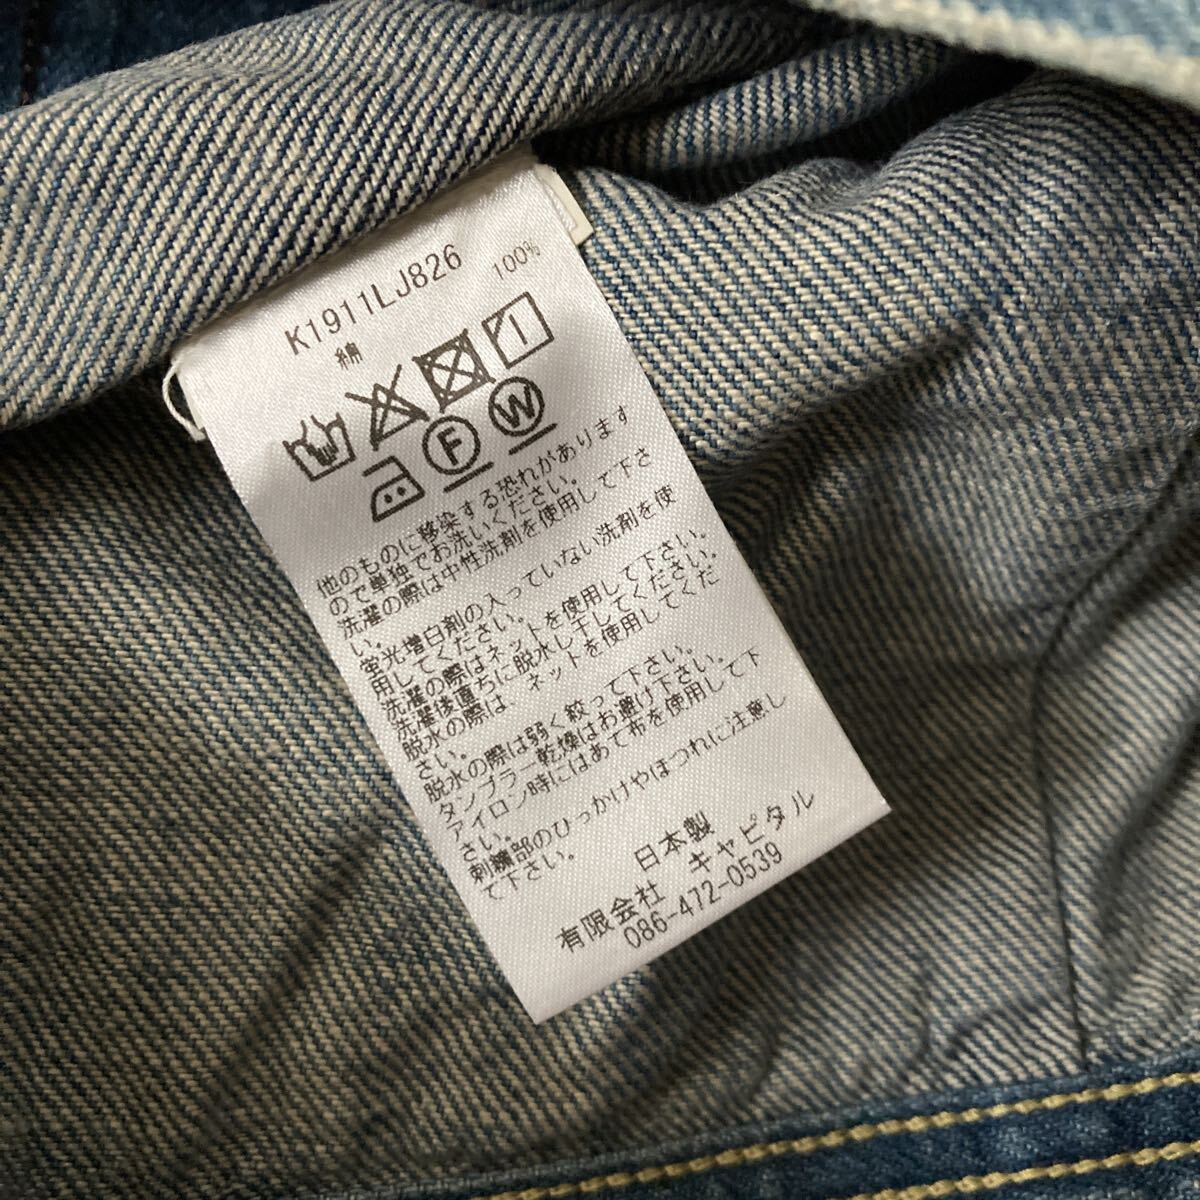 K1911LJ826
綿 100%
F W
他のものに移染する恐れがあります
ので単独でお洗いください。
洗濯の際は中性洗剤を使用して下さ
い。
蛍光増白剤の入っていない洗剤を使
用してください。
洗濯の際はネットを使用して下さい。
洗濯後直ちに脱水し干してください。
脱水の際は、ネットを使用してくだ
さい。
脱水の際は弱く絞って下さい。
タンブラー乾燥はお避け下さい。
アイロン時にはあて布を使用して下
さい。
刺繍部のひっかけやほつれに注意し
て下さい。
日本製
有限会社 キャピタル
086-472-0539